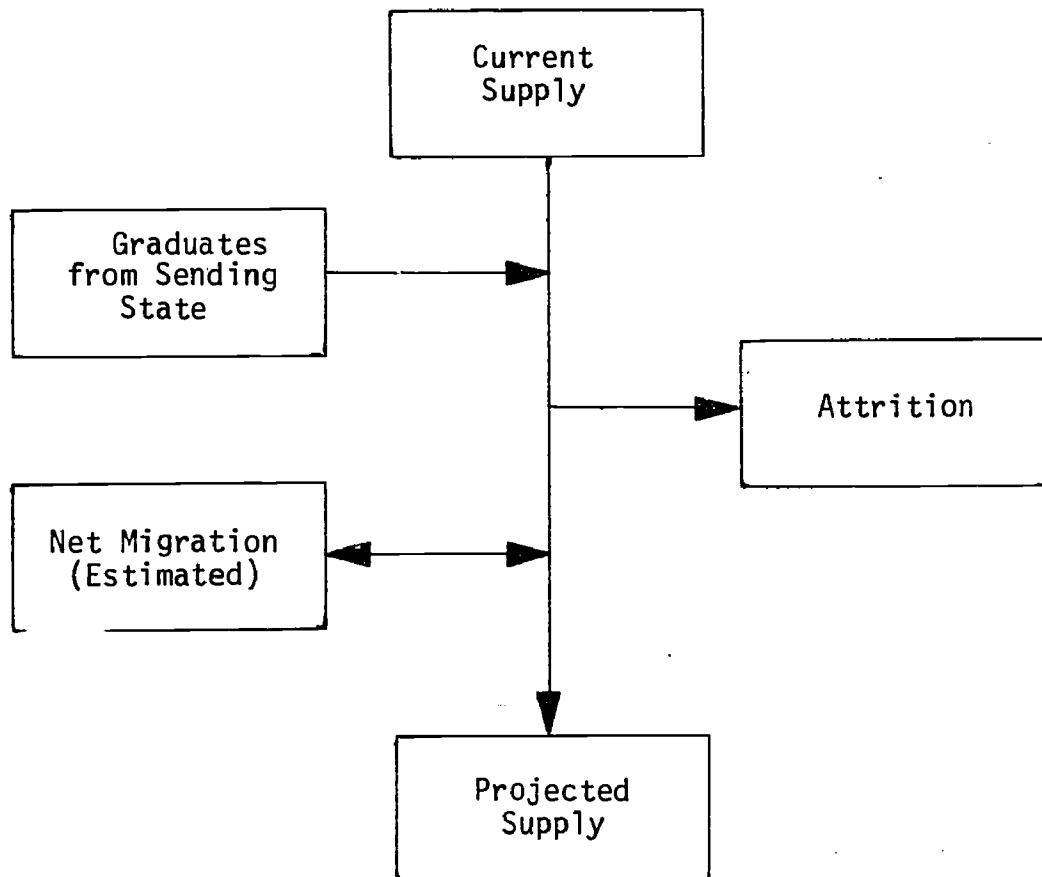 Current
Supply
Graduates
from Sending
State
Attrition
Net Migration
(Estimated)
Projected
Supply